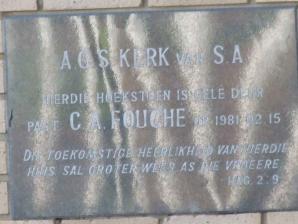 A.G.S. KERK VAN S.A.
HIERDIE HOEKSTEEN IS GELE DEUR
PAST. C.A. FOUCHE OP 1981-02-15
DIE TOEKOMSTIGE HEERLIKHEID VAN HIERDIE
HUIS SAL GROTER WEES AS DIE VROEËRE.
HAG. 2.9